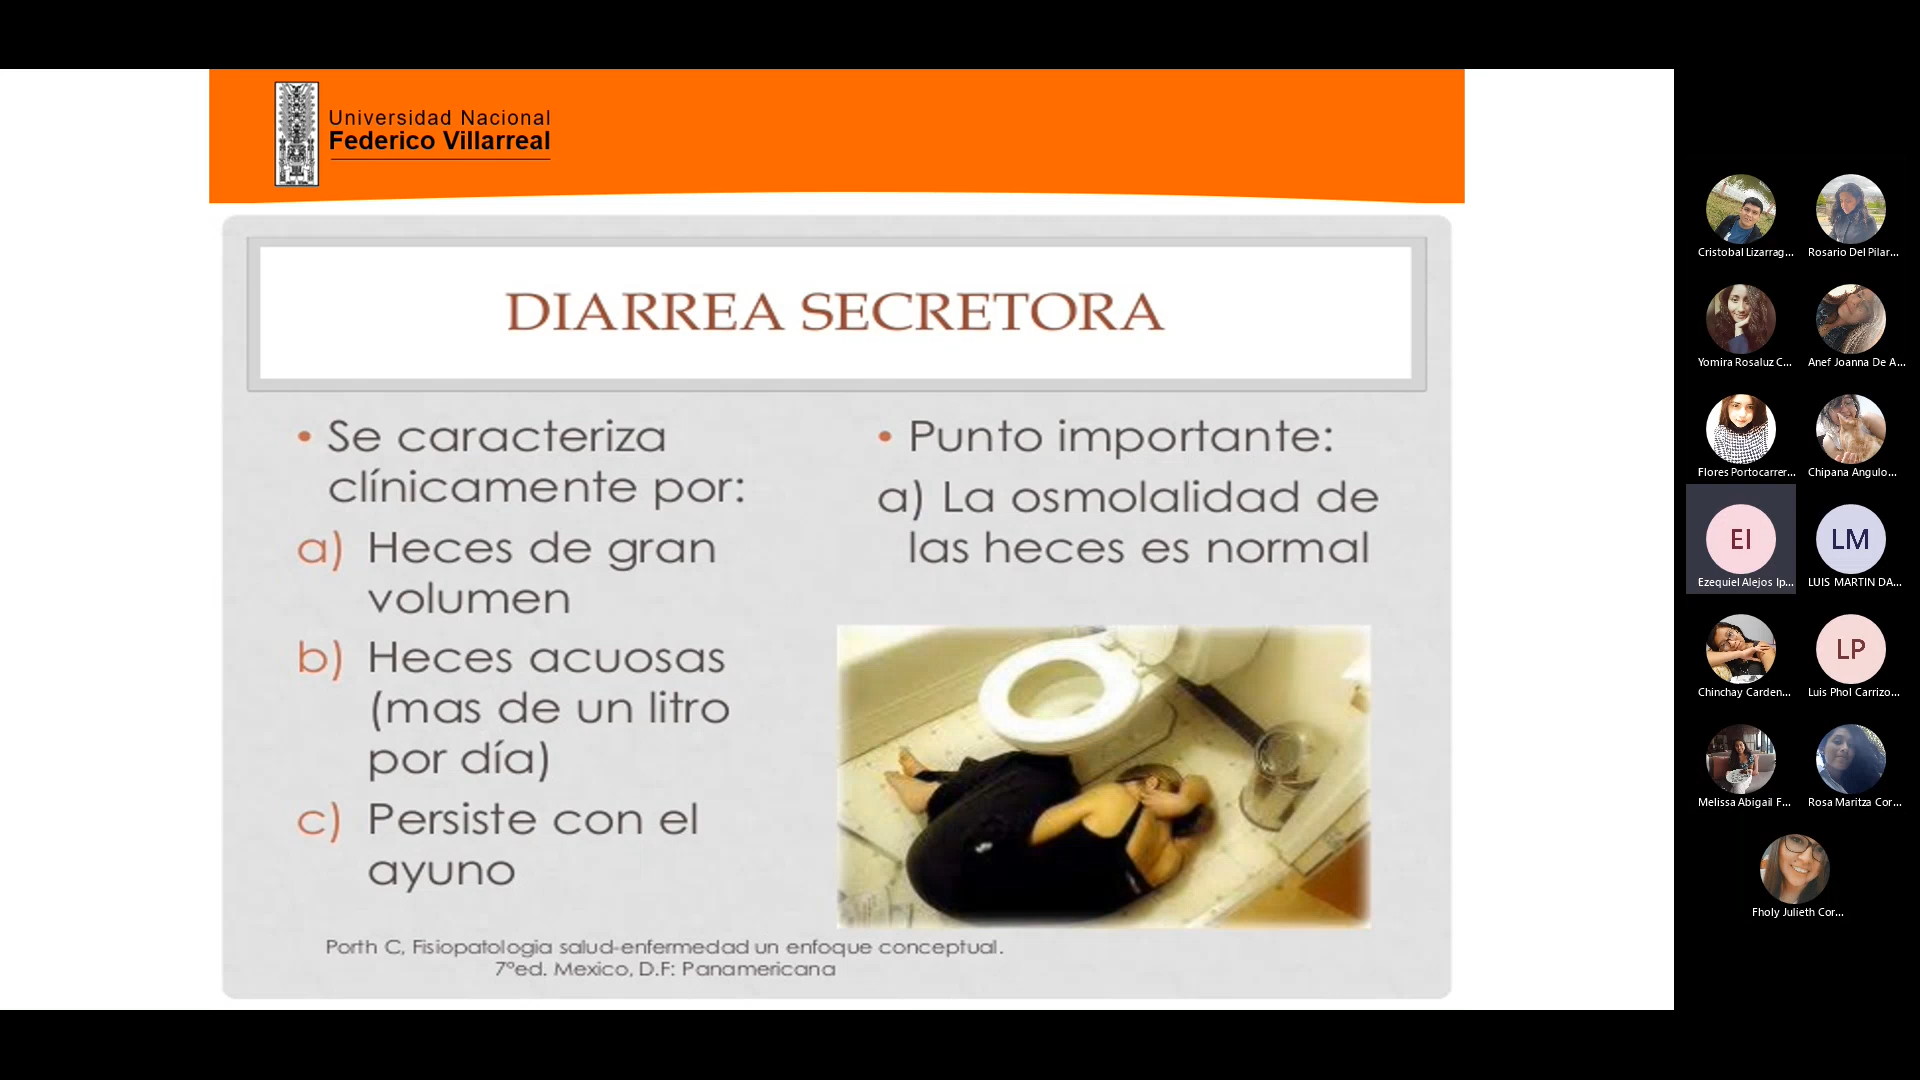 Universidad Nacional
Federico Villarreal
DIARREA SECRETORA
• Se caracteriza
clínicamente por:
a) Heces de gran
volumen
b) Heces acuosas
(mas de un litro
por día)
c) Persiste con el
ayuno
• Punto importante:
a) La osmolalidad de
las heces es normal
Porth C, Fisiopatologia salud-enfermedad un enfoque conceptual.
7°ed. Mexico, D.F: Panamericana
Cristobal Lizarrag...
Rosario Del Pilar...
Yomira Rosaluz C...
Anef Joanna De A...
Flores Portocarrer...
Chipana Angulo...
EI
Ezequiel Alejos Ip...
LM
LUIS MARTIN DA...
Chinchay Carden...
LP
Luis Phol Carrizo...
Melissa Abigail F...
Rosa Maritza Cor...
Fholy Julieth Cor...